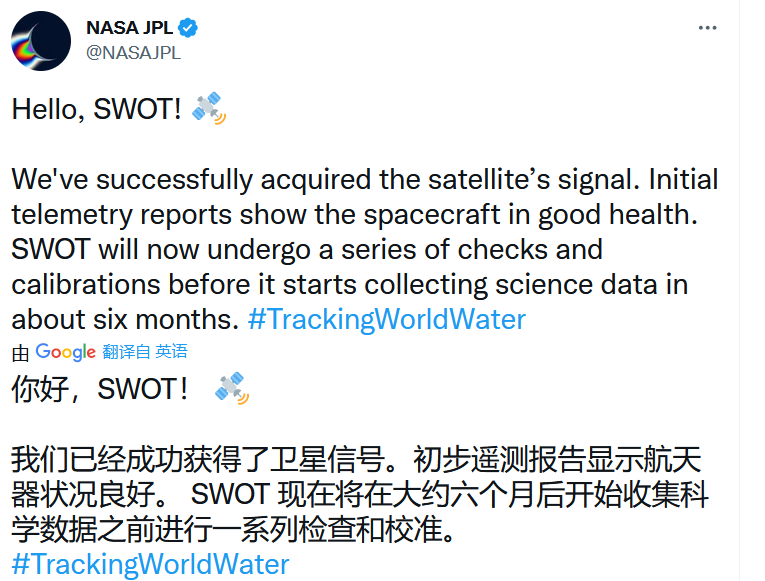 NASA JPL
@NASAJPL
Hello, SWOT! 🛰️
We've successfully acquired the satellite’s signal. Initial
telemetry reports show the spacecraft in good health.
SWOT will now undergo a series of checks and
calibrations before it starts collecting science data in
about six months. #TrackingWorldWater
由 Google 翻译自 英语
你好，SWOT！ 🛰️
我们已经成功获得了卫星信号。初步遥测报告显示航天
器状况良好。 SWOT 现在将在大约六个月后开始收集科
学数据之前进行一系列检查和校准。
#TrackingWorldWater